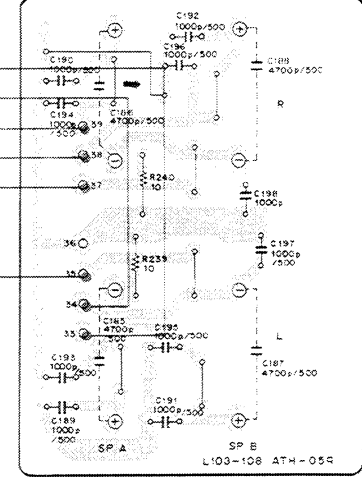 C192
1000p/500
C190
1000p/500
C196
1000p/500
C188
4700p/500
C194
1000p
/500
C186
4700p/500
R
39
38
37
R240
10
C198
1000p
36
R239
10
C197
1000p
/500
35
34
33
C185
4700p
/500
C195
1000p/500
L
C193
1000p
/500
C187
4700p/500
C191
1000p/500
C189
1000p
/500
SP A
SP B
L103-108 ATH-059